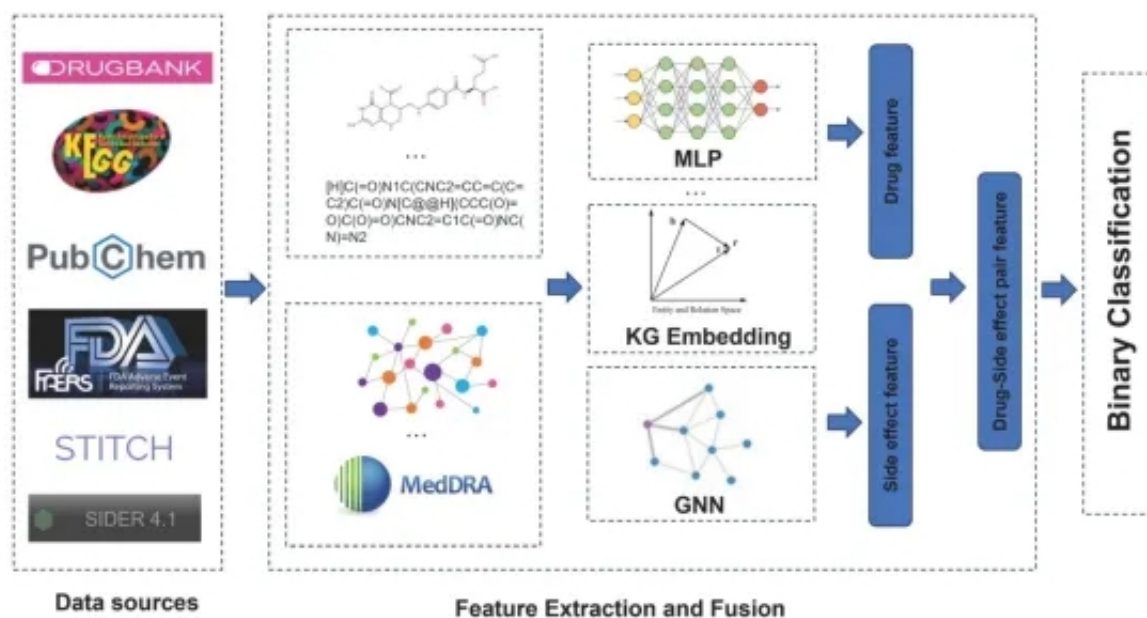 DRUGBANK
KEGG
PubChem
FDA
FAERS
FDA Adverse Event
Reporting System
STITCH
SIDER 4.1
Data sources
...
[H]C(=O)N1C(CNC2=CC=C(C=
C2)C(=O)N[C@@H](CCC(O)=
O)C(O)=O)CNC2=C1C(=O)NC(
N)=N2
...
MedDRA
MLP
...
h
r
t
Entity and Relation Space
KG Embedding
GNN
Drug feature
Side effect feature
Drug-Side effect pair feature
Feature Extraction and Fusion
Binary Classification